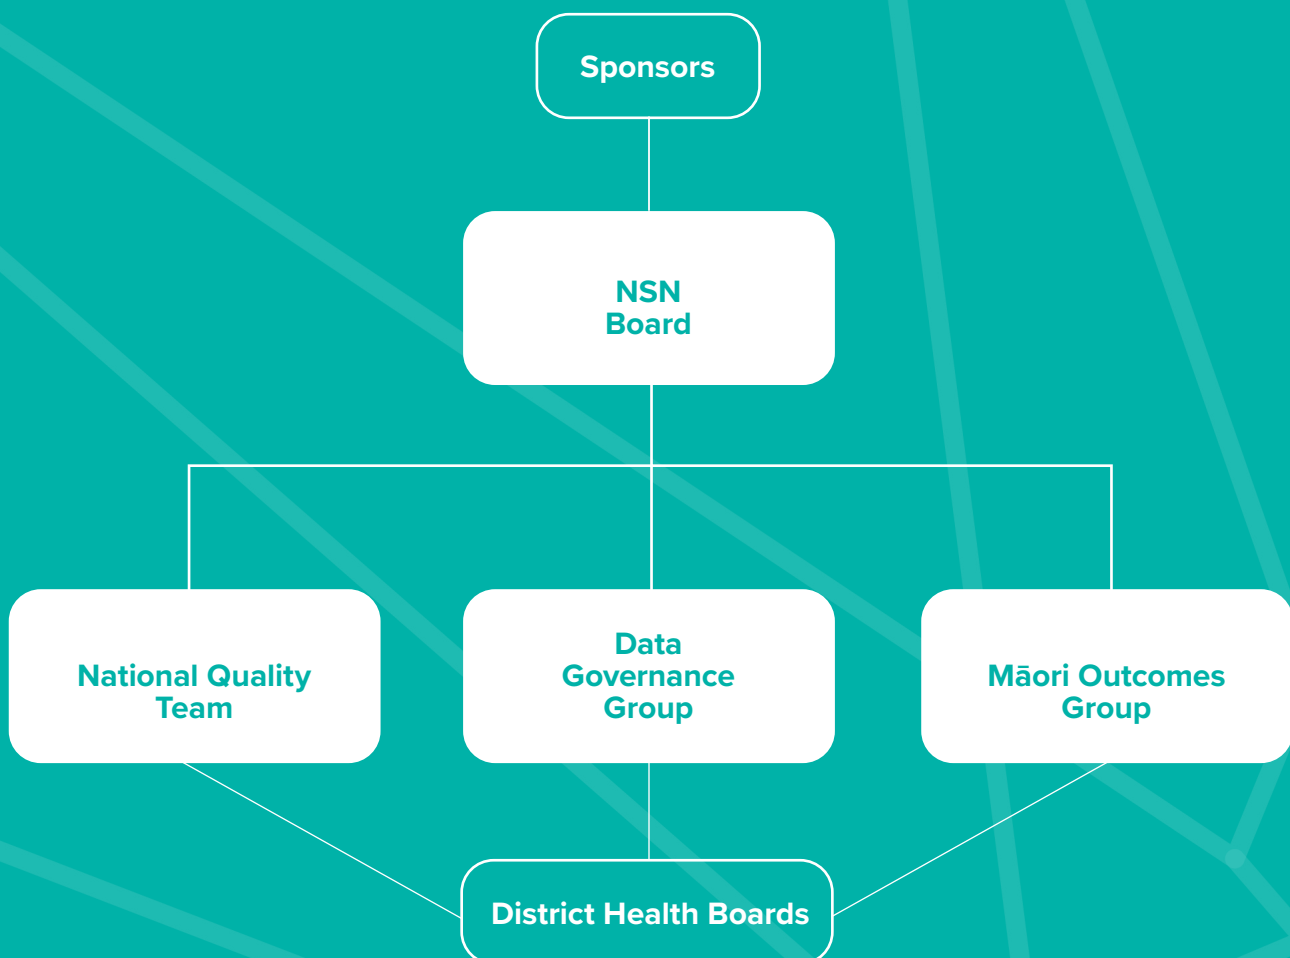 Sponsors
NSN
Board
National Quality
Team
Data
Governance
Group
Māori Outcomes
Group
District Health Boards